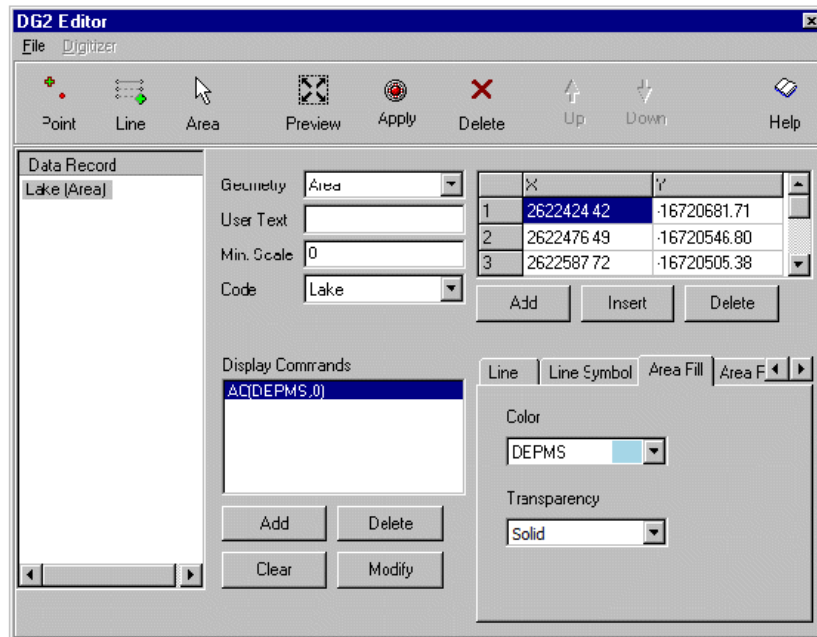 DG2 Editor
File Digitizer
Point Line Area Preview Apply Delete Up Down Help
Data Record
Lake (Area)
Geometry Area
User Text
Min. Scale 0
Code Lake
X Y
1 2622424 42 -16720681.71
2 2622476 49 -16720546.80
3 2622587 72 -16720505.38
Add Insert Delete
Display Commands
AC(DEPMS,0)
Add Delete
Clear Modify
Line Line Symbol Area Fill Area F
Color
DEPMS
Transparency
Solid